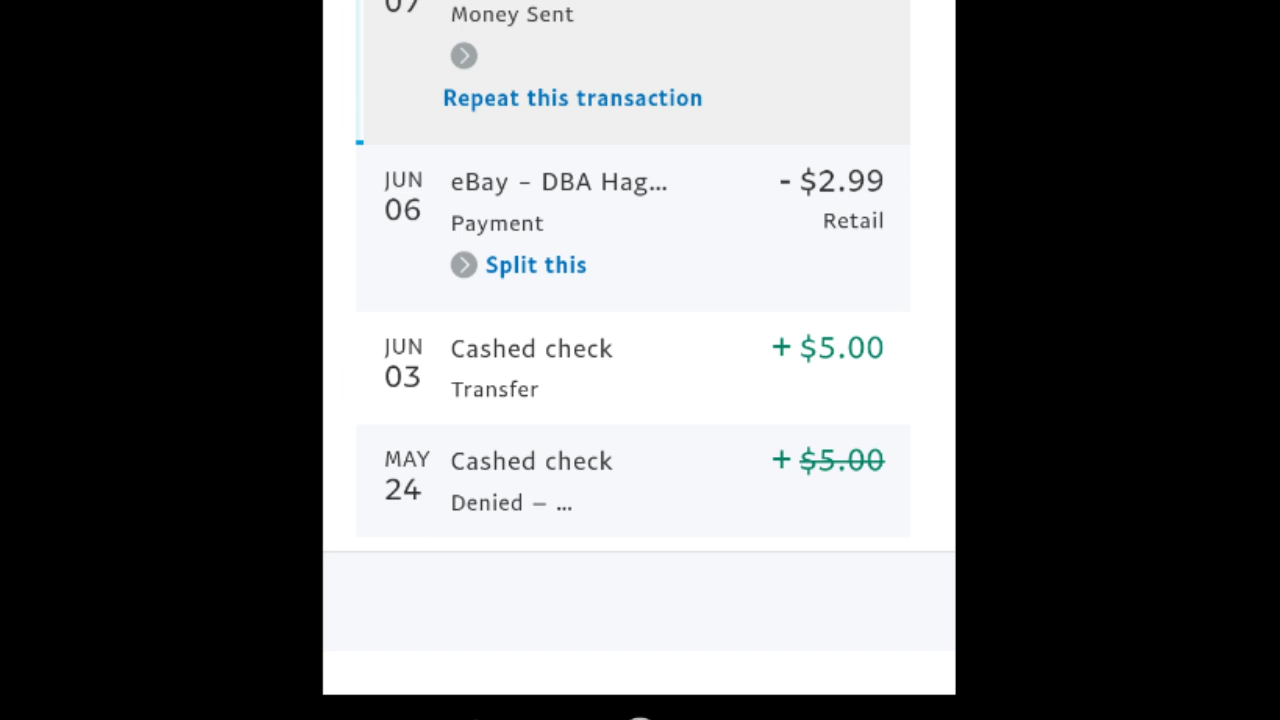 07
Money Sent
Repeat this transaction
JUN
06
eBay – DBA Hag...
- $2.99
Payment
Retail
Split this
JUN
03
Cashed check
+ $5.00
Transfer
MAY
24
Cashed check
+ $5.00
Denied – ...